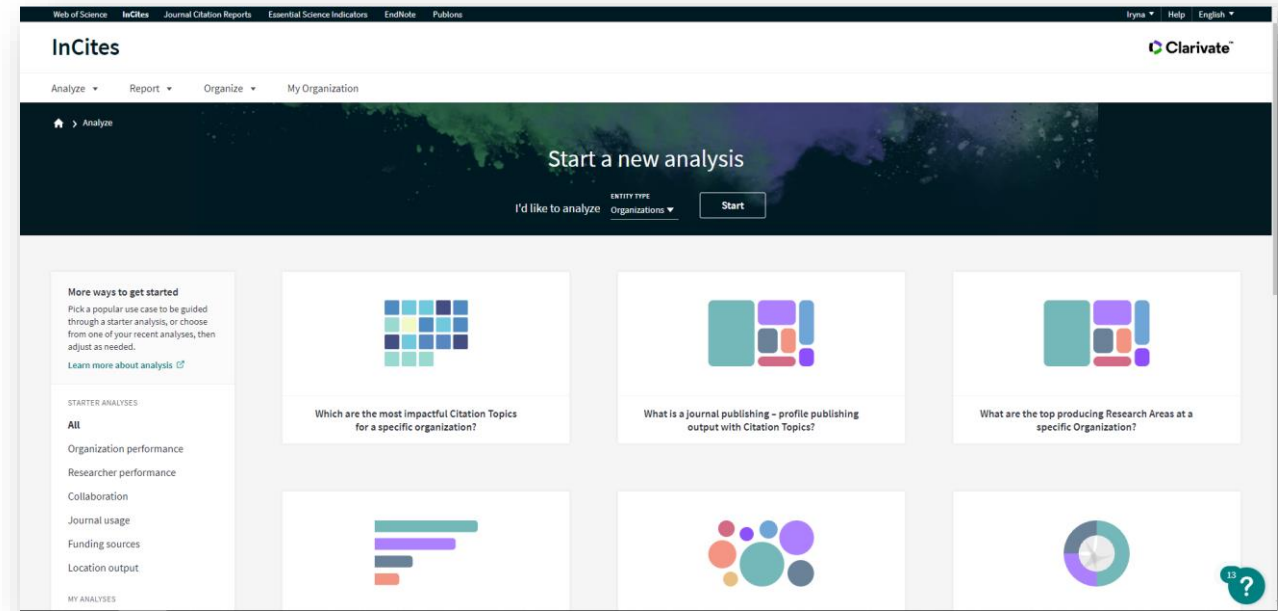 Web of Science InCites Journal Citation Reports Essential Science Indicators EndNote Publons Iryna Help English
InCites Clarivate™
Analyze Report Organize My Organization
Analyze
Start a new analysis
ENTITY TYPE
I'd like to analyze Organizations Start
More ways to get started
Pick a popular use case to be guided
through a starter analysis, or choose
from one of your recent analyses, then
adjust as needed.
Learn more about analysis
STARTER ANALYSES
All
Organization performance
Researcher performance
Collaboration
Journal usage
Funding sources
Location output
MY ANALYSES
Which are the most impactful Citation Topics
for a specific organization?
What is a journal publishing – profile publishing
output with Citation Topics?
What are the top producing Research Areas at a
specific Organization?
13
?